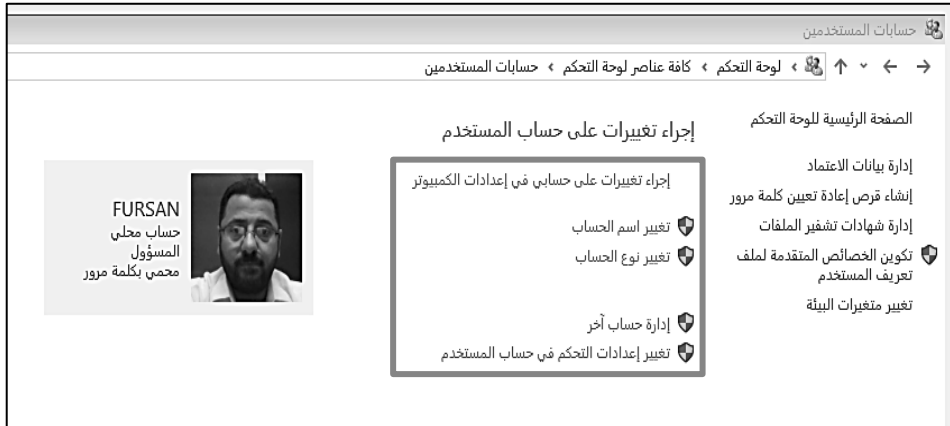 حسابات المستخدمين
لوحة التحكم › كافة عناصر لوحة التحكم › حسابات المستخدمين
الصفحة الرئيسية للوحة التحكم
إدارة بيانات الاعتماد
إنشاء قرص إعادة تعيين كلمة مرور
إدارة شهادات تشفير الملفات
تكوين الخصائص المتقدمة لملف
تعريف المستخدم
تغيير متغيرات البيئة
إجراء تغييرات على حساب المستخدم
إجراء تغييرات على حسابي في إعدادات الكمبيوتر
تغيير اسم الحساب
تغيير نوع الحساب
إدارة حساب آخر
تغيير إعدادات التحكم في حساب المستخدم
FURSAN
حساب محلي
المسؤول
محمي بكلمة مرور